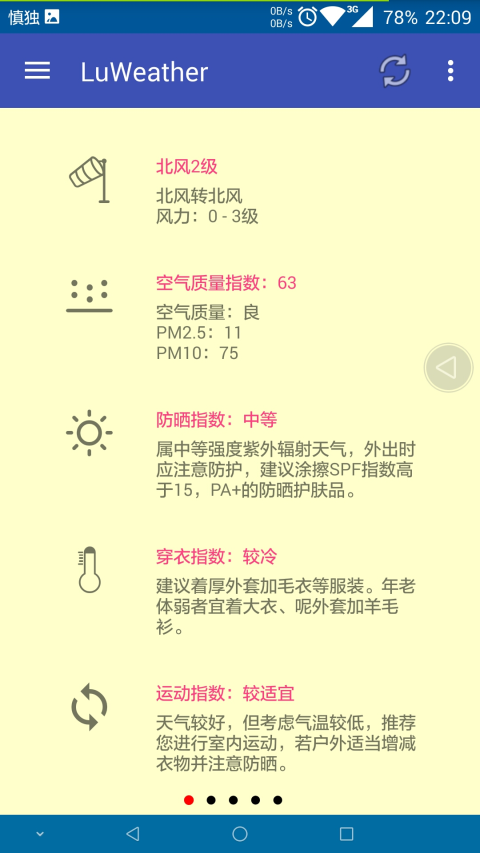 慎独
0B/s
0B/s
3G
78%
22:09
LuWeather
北风2级
北风转北风
风力：0 - 3级
空气质量指数：63
空气质量：良
PM2.5：11
PM10：75
防晒指数：中等
属中等强度紫外辐射天气，外出时
应注意防护，建议涂擦SPF指数高
于15，PA+的防晒护肤品。
穿衣指数：较冷
建议着厚外套加毛衣等服装。年老
体弱者宜着大衣、呢外套加羊毛
衫。
运动指数：较适宜
天气较好，但考虑气温较低，推荐
您进行室内运动，若户外适当增减
衣物并注意防晒。